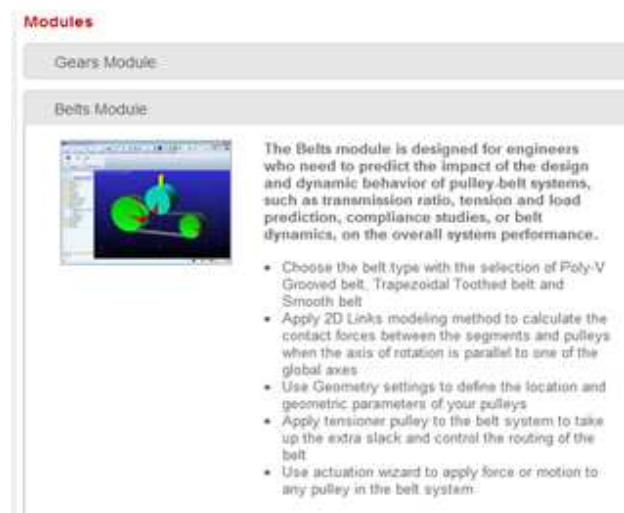 Modules
Gears Module
Belts Module
The Belts module is designed for engineers
who need to predict the impact of the design
and dynamic behavior of pulley-belt systems,
such as transmission ratio, tension and load
prediction, compliance studies, or belt
dynamics, on the overall system performance.
• Choose the belt type with the selection of Poly-V
Grooved belt, Trapezoidal Toothed belt and
Smooth belt
• Apply 2D Links modeling method to calculate the
contact forces between the segments and pulleys
when the axis of rotation is parallel to one of the
global axes
• Use Geometry settings to define the location and
geometric parameters of your pulleys
• Apply tensioner pulley to the belt system to take
up the extra slack and control the routing of the
belt
• Use actuation wizard to apply force or motion to
any pulley in the belt system